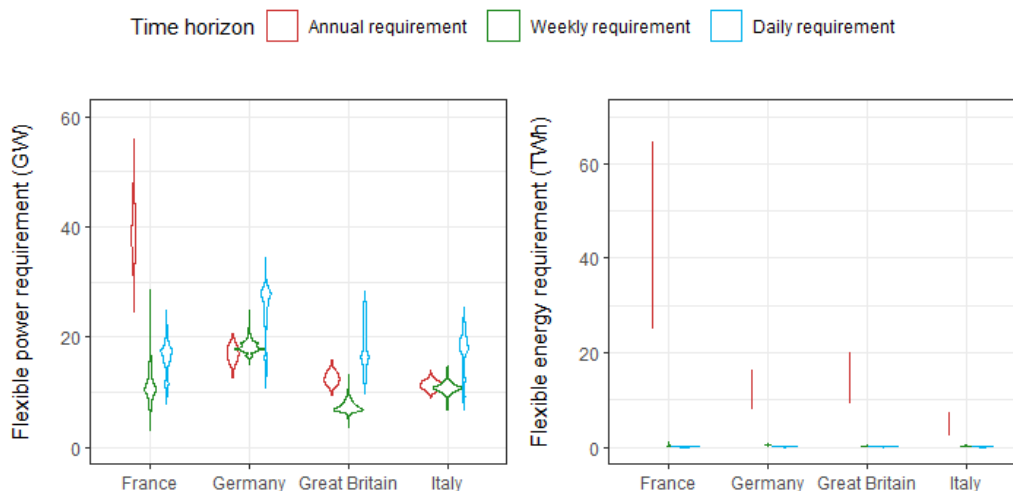 Time horizon Annual requirement Weekly requirement Daily requirement
Flexible power requirement (GW)
60
40
20
0
France Germany Great Britain Italy
Flexible energy requirement (TWh)
60
40
20
0
France Germany Great Britain Italy